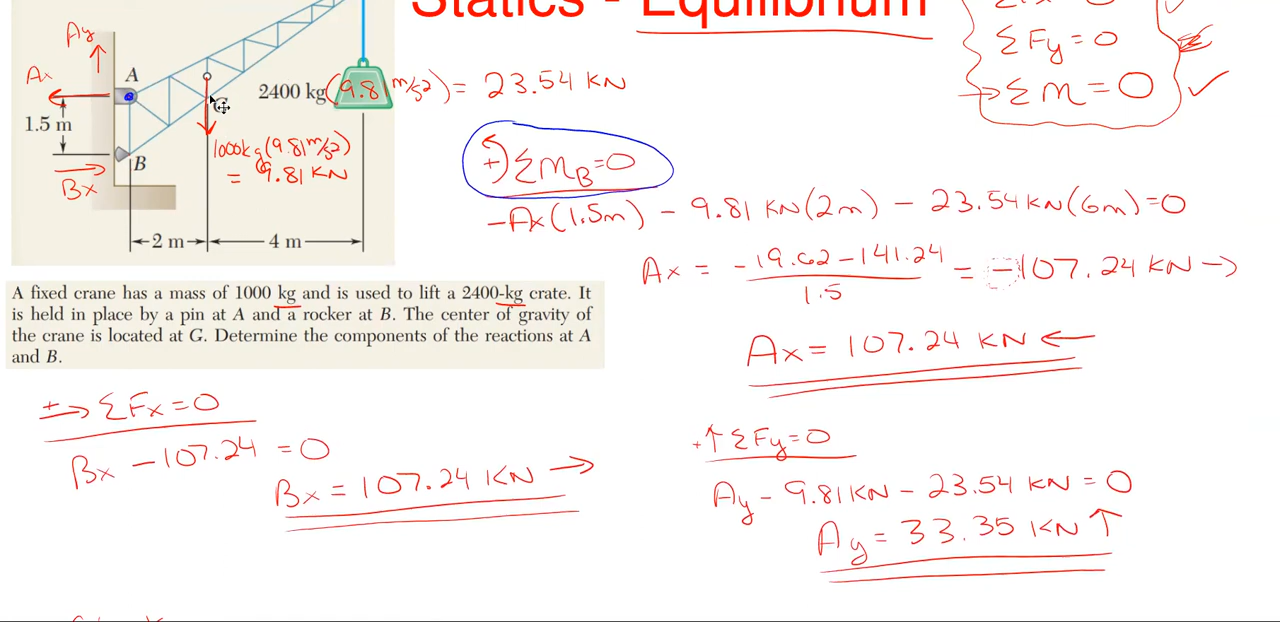 Statics - Equilibrium
ΣFy = 0
→ ΣM = 0
Ay
Ax
A
1.5 m
B
Bx
2400 kg(9.81 m/s2) = 23.54 KN
1000kg(9.81m/s2)
= 9.81 KN
2 m
4 m
+) ΣMB=0
-Ax(1.5m) - 9.81 KN(2m) - 23.54KN(6m)=0
Ax = -19.62 -141.24
1.5
= -107.24 KN →
Ax = 107.24 KN ←
A fixed crane has a mass of 1000 kg and is used to lift a 2400-kg crate. It
is held in place by a pin at A and a rocker at B. The center of gravity of
the crane is located at G. Determine the components of the reactions at A
and B.
+→ ΣFx=0
Bx -107.24 = 0
Bx = 107.24 KN →
+↑ ΣFy=0
Ay - 9.81KN - 23.54 KN = 0
Ay = 33.35 KN ↑